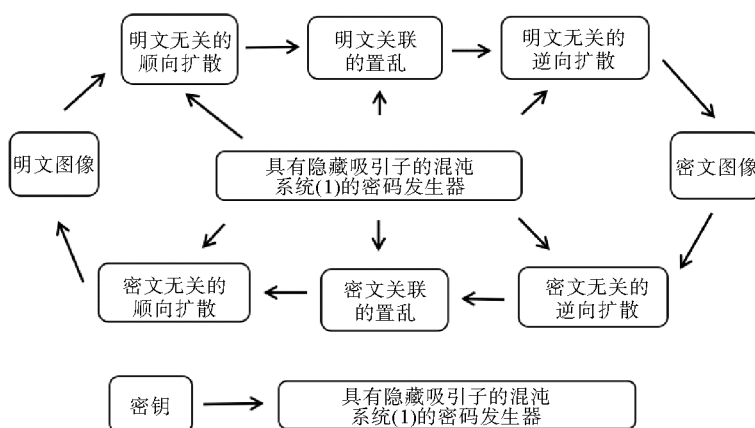 明文无关的
顺向扩散
明文关联
的置乱
明文无关的
逆向扩散
明文图像
具有隐藏吸引子的混沌
系统(1)的密码发生器
密文图像
密文无关的
顺向扩散
密文关联
的置乱
密文无关的
逆向扩散
密钥
具有隐藏吸引子的混沌
系统(1)的密码发生器